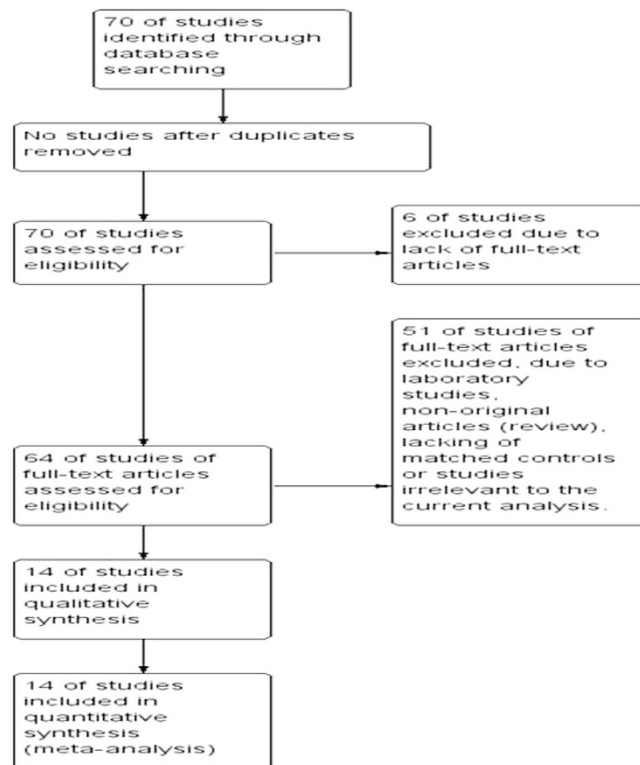 70 of studies
identified through
database
searching
No studies after duplicates
removed
70 of studies
assessed for
eligibility
6 of studies
excluded due to
lack of full-text
articles
51 of studies of
full-text articles
excluded, due to
laboratory
studies,
non-original
articles (review),
lacking of
matched controls
or studies
irrelevant to the
current analysis.
64 of studies of
full-text articles
assessed for
eligibility
14 of studies
included in
qualitative
synthesis
14 of studies
included in
quantitative
synthesis
(meta-analysis)